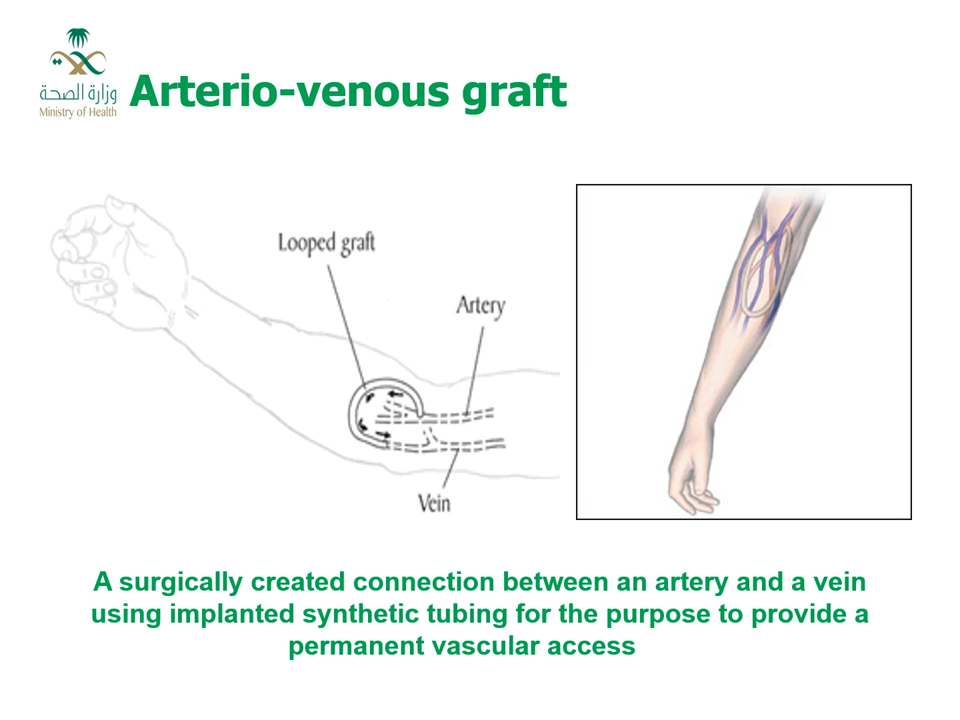 وزارة الصحة
Ministry of Health
Arterio-venous graft
Looped graft
Artery
Vein
A surgically created connection between an artery and a vein
using implanted synthetic tubing for the purpose to provide a
permanent vascular access